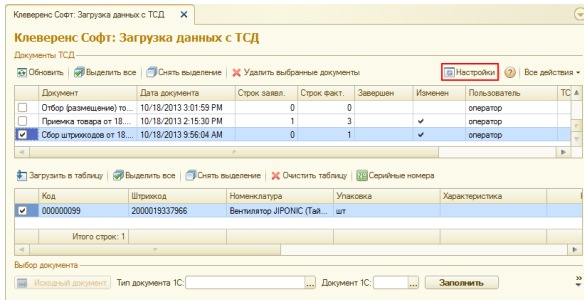 Клеверенс Софт: Загрузка данных с ТСД
Клеверенс Софт: Загрузка данных с ТСД
Документы ТСД
Обновить Выделить все Снять выделение Удалить выбранные документы Настройки Все действия
Документ Дата документа Строк заявл. Строк факт. Завершен Изменен Пользователь ТС
Отбор (размещение) то... 10/18/2013 3:01:59 PM 0 0 оператор
Приемка товара от 18.... 10/18/2013 2:15:30 PM 1 3 оператор
Сбор штрихкодов от 18.... 10/18/2013 9:56:04 AM 0 1 оператор
Загрузить в таблицу Выделить все Снять выделение Очистить таблицу Серийные номера
Код Штрихкод Номенклатура Упаковка Характеристика
000000099 2000019337966 Вентилятор JIPONIC (Тай... шт
Итого строк: 1
Выбор документа
Исходный документ Тип документа 1С: ... Документ 1С: ... Заполнить